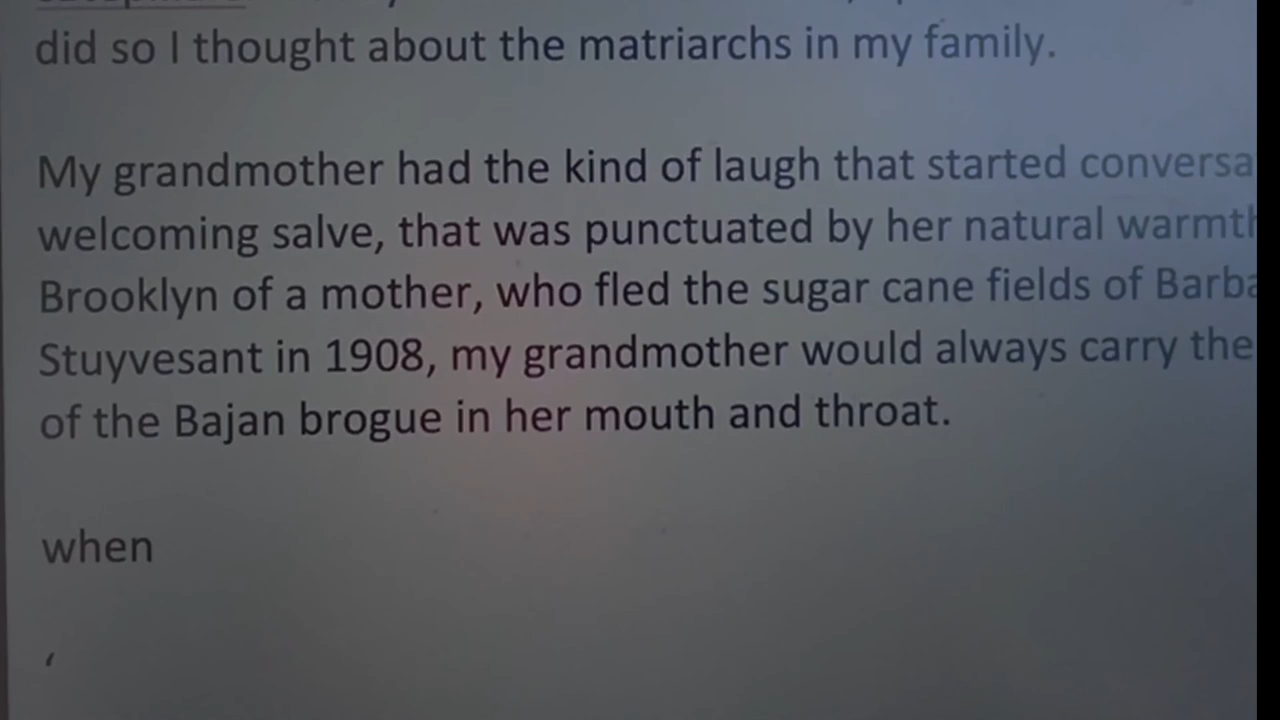 did so I thought about the matriarchs in my family.
My grandmother had the kind of laugh that started conversa
welcoming salve, that was punctuated by her natural warmth
Brooklyn of a mother, who fled the sugar cane fields of Barba
Stuyvesant in 1908, my grandmother would always carry the
of the Bajan brogue in her mouth and throat.
when